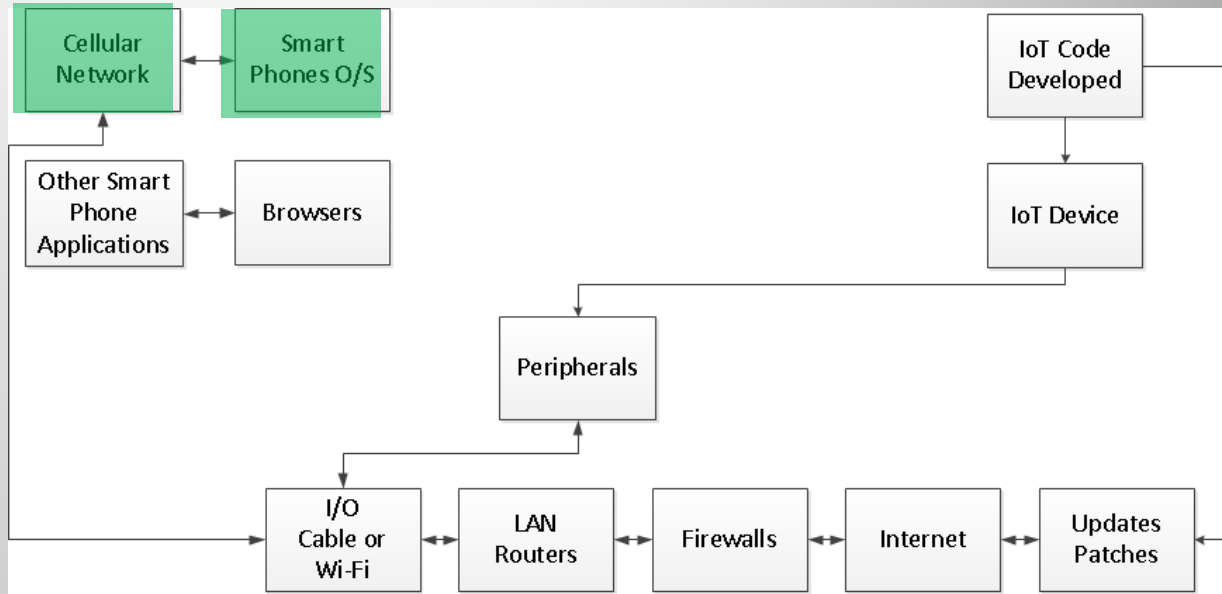 Cellular
Network
Smart
Phones O/S
IoT Code
Developed
Other Smart
Phone
Applications
Browsers
IoT Device
Peripherals
I/O
Cable or
Wi-Fi
LAN
Routers
Firewalls
Internet
Updates
Patches